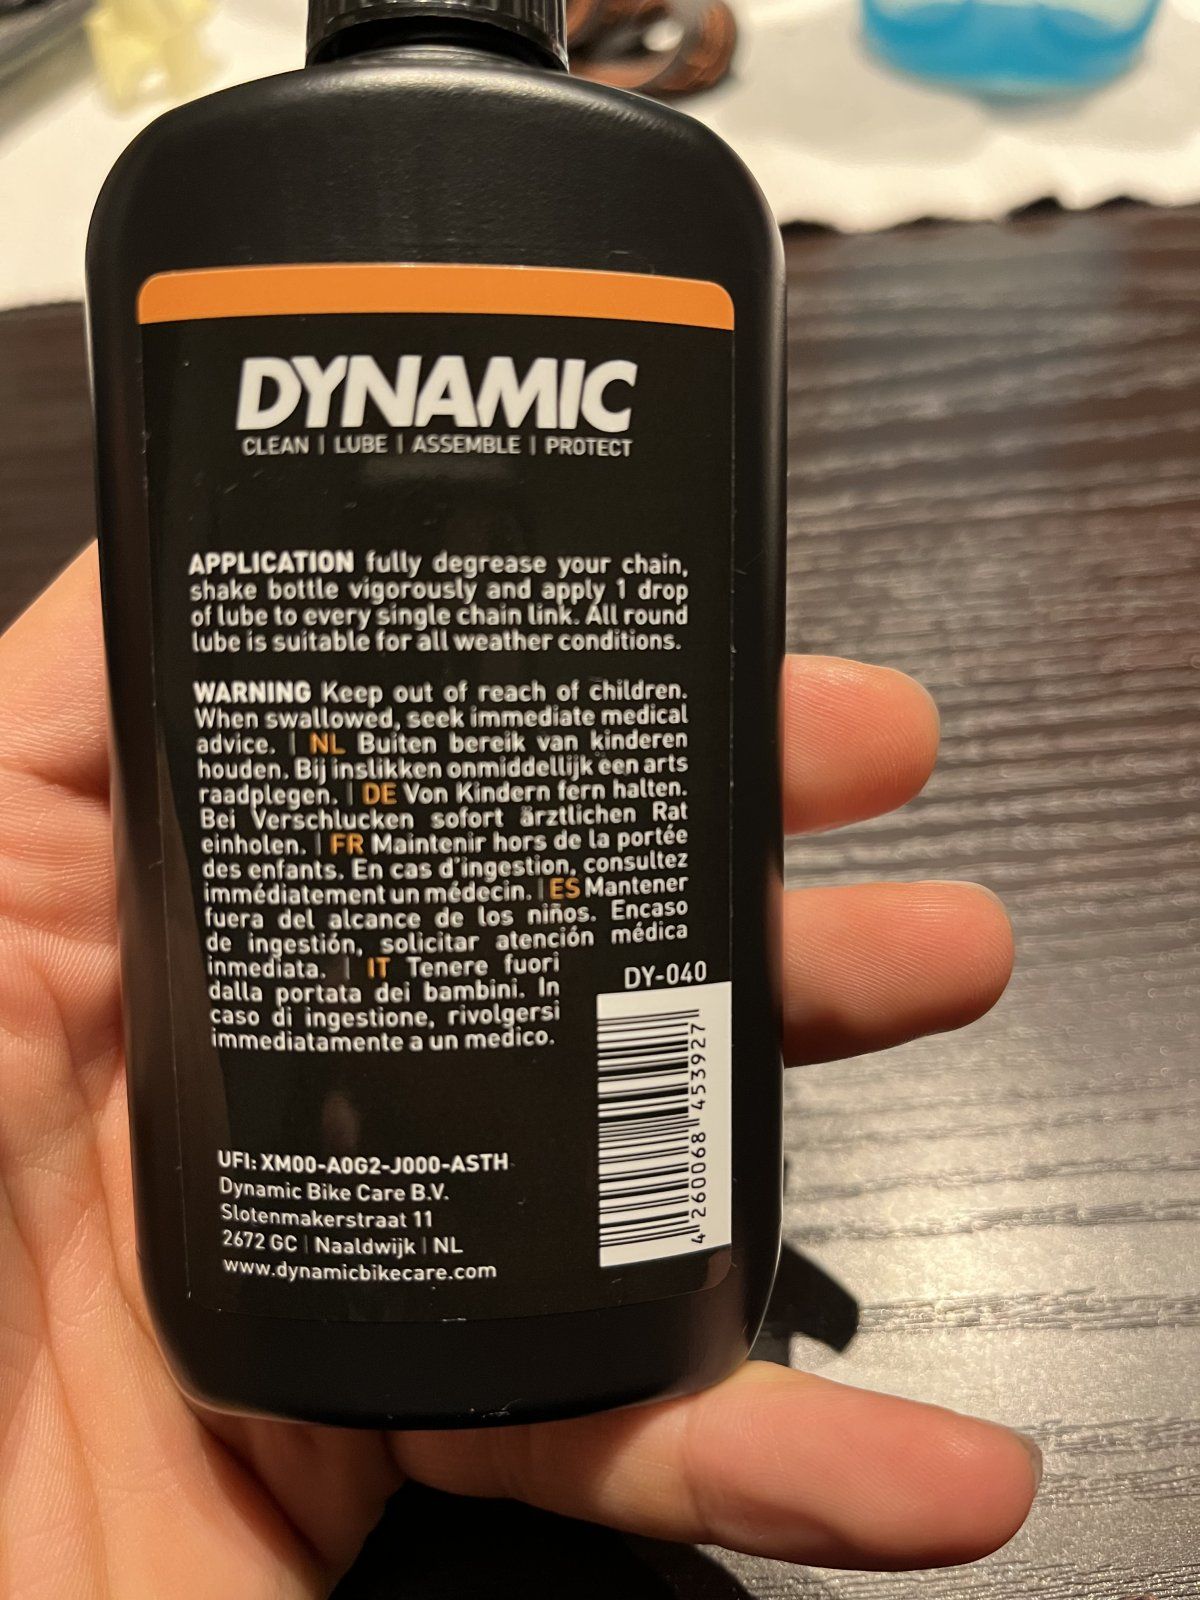 DYNAMIC
CLEAN | LUBE | ASSEMBLE | PROTECT
APPLICATION fully degrease your chain,
shake bottle vigorously and apply 1 drop
of lube to every single chain link. All round
lube is suitable for all weather conditions.
WARNING Keep out of reach of children.
When swallowed, seek immediate medical
advice. | NL Buiten bereik van kinderen
houden. Bij inslikken onmiddellijk een arts
raadplegen. | DE Von Kindern fern halten.
Bei Verschlucken sofort ärztlichen Rat
einholen. | FR Maintenir hors de la portée
des enfants. En cas d'ingestion, consultez
immédiatement un médecin. | ES Mantener
fuera del alcance de los niños. Encaso
de ingestión, solicitar atención médica
inmediata. | IT Tenere fuori
dalla portata dei bambini. In
caso di ingestione, rivolgersi
immediatamente a un medico.
DY-040
4 260068 453927
UFI: XM00-A0G2-J000-ASTH
Dynamic Bike Care B.V.
Slotenmakerstraat 11
2672 GC | Naaldwijk | NL
www.dynamicbikecare.com